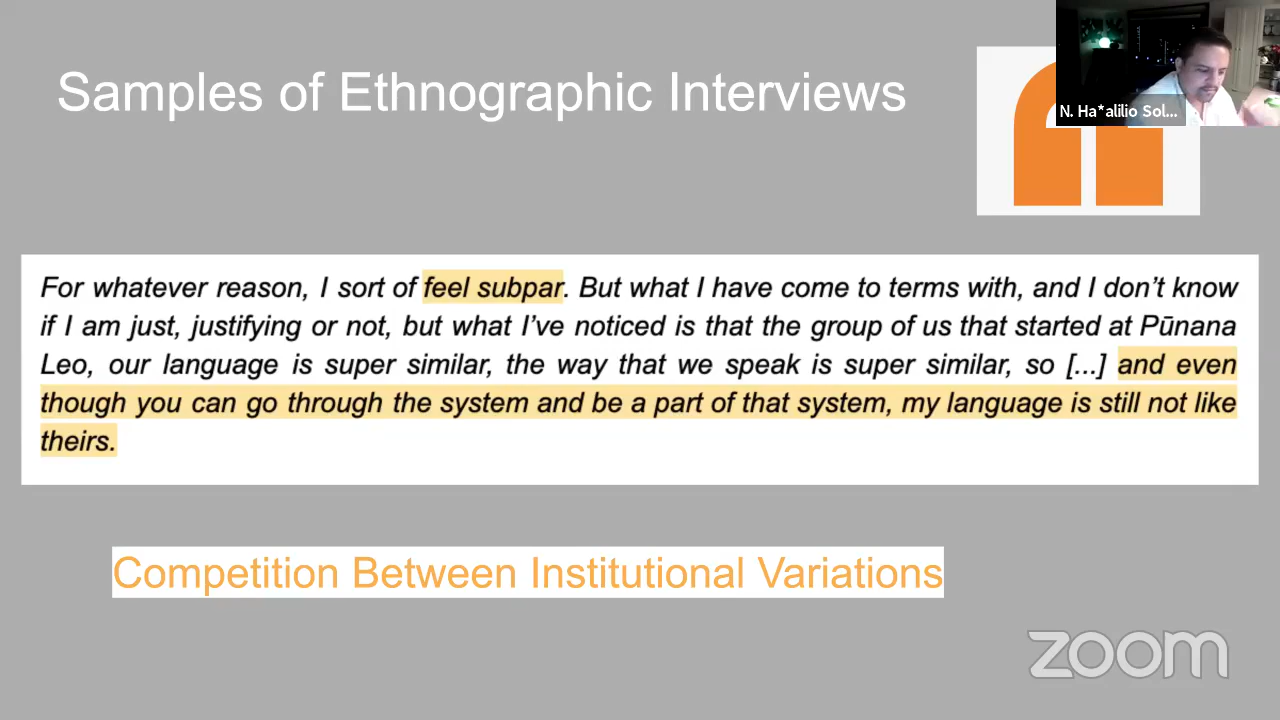 Samples of Ethnographic Interviews
N. Ha*alilio Sol...
For whatever reason, I sort of feel subpar. But what I have come to terms with, and I don’t know
if I am just, justifying or not, but what I’ve noticed is that the group of us that started at Pūnana
Leo, our language is super similar, the way that we speak is super similar, so [...] and even
though you can go through the system and be a part of that system, my language is still not like
theirs.
Competition Between Institutional Variations
zoom